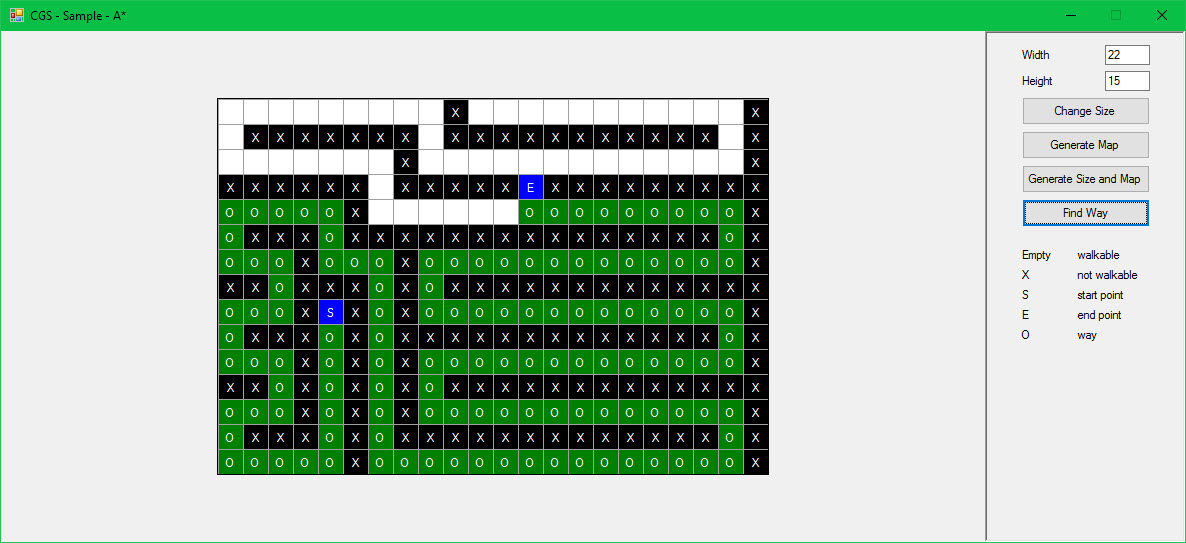 CGS - Sample - A*
X X
X X X X X X X X X X X X X X X X X X X
X X
X X X X X X X X X X X E X X X X X X X X X
O O O O O X O O O O O O O O O X
O X X X O X X X X X X X X X X X X X X X O X
O O O X O O O X O O O O O O O O O O O O O X
X X O X X X O X O X X X X X X X X X X X X X
O O O X S X O X O O O O O O O O O O O O O X
O X X X O X O X X X X X X X X X X X X X O X
O O O X O X O X O O O O O O O O O O O O O X
X X O X O X O X O X X X X X X X X X X X X X
O O O X O X O X O O O O O O O O O O O O O X
O X X X O X O X X X X X X X X X X X X X O X
O O O O O X O O O O O O O O O O O O O O O X
Width 22
Height 15
Change Size
Generate Map
Generate Size and Map
Find Way
Empty walkable
X not walkable
S start point
E end point
O way